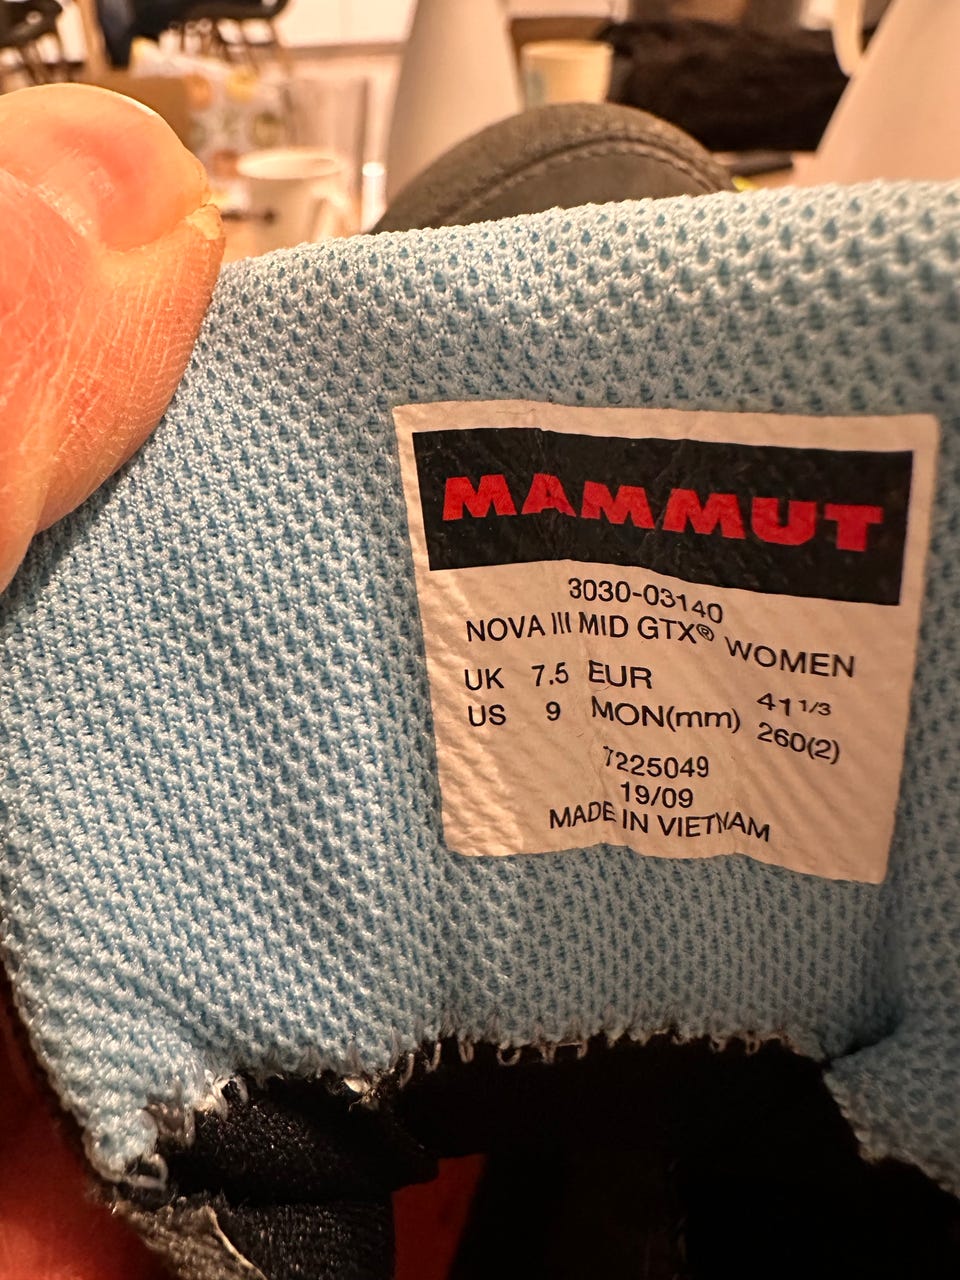 MAMMUT
3030-03140
NOVA III MID GTX® WOMEN
UK 7.5 EUR 41 1/3
US 9 MON(mm) 260(2)
7225049
19/09
MADE IN VIETNAM